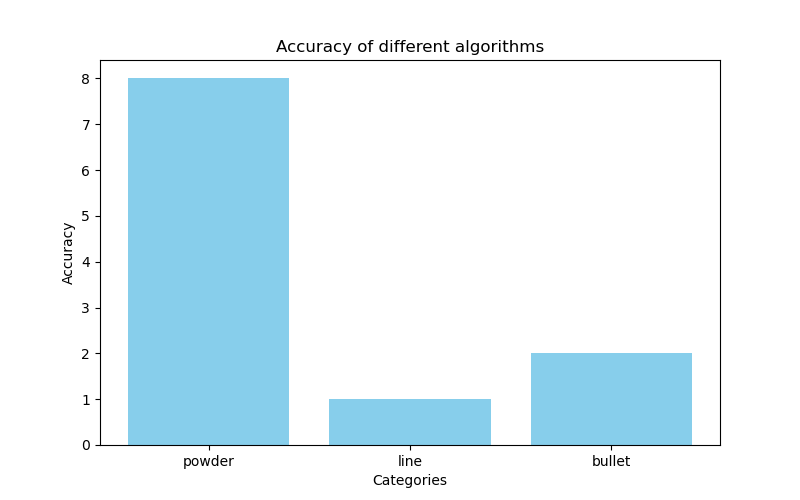 Accuracy of different algorithms
8
7
6
5
4
3
2
1
0
Accuracy
powder line bullet
Categories